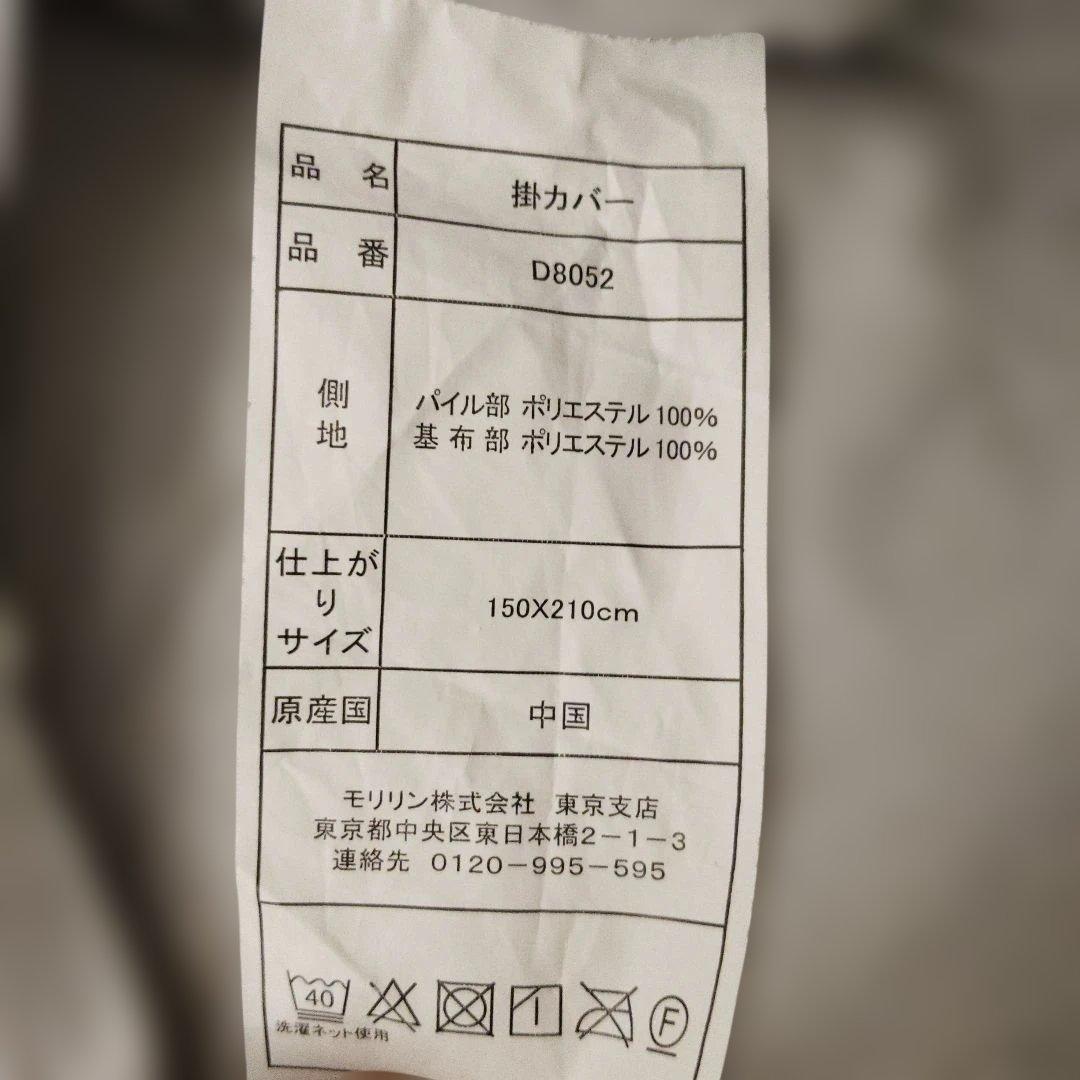 品名 掛カバー
品番 D8052
側地
パイル部 ポリエステル100%
基布部 ポリエステル100%
仕上がり
サイズ
150X210cm
原産国 中国
モリリン株式会社 東京支店
東京都中央区東日本橋2-1-3
連絡先 0120-995-595
40
F
洗濯ネット使用